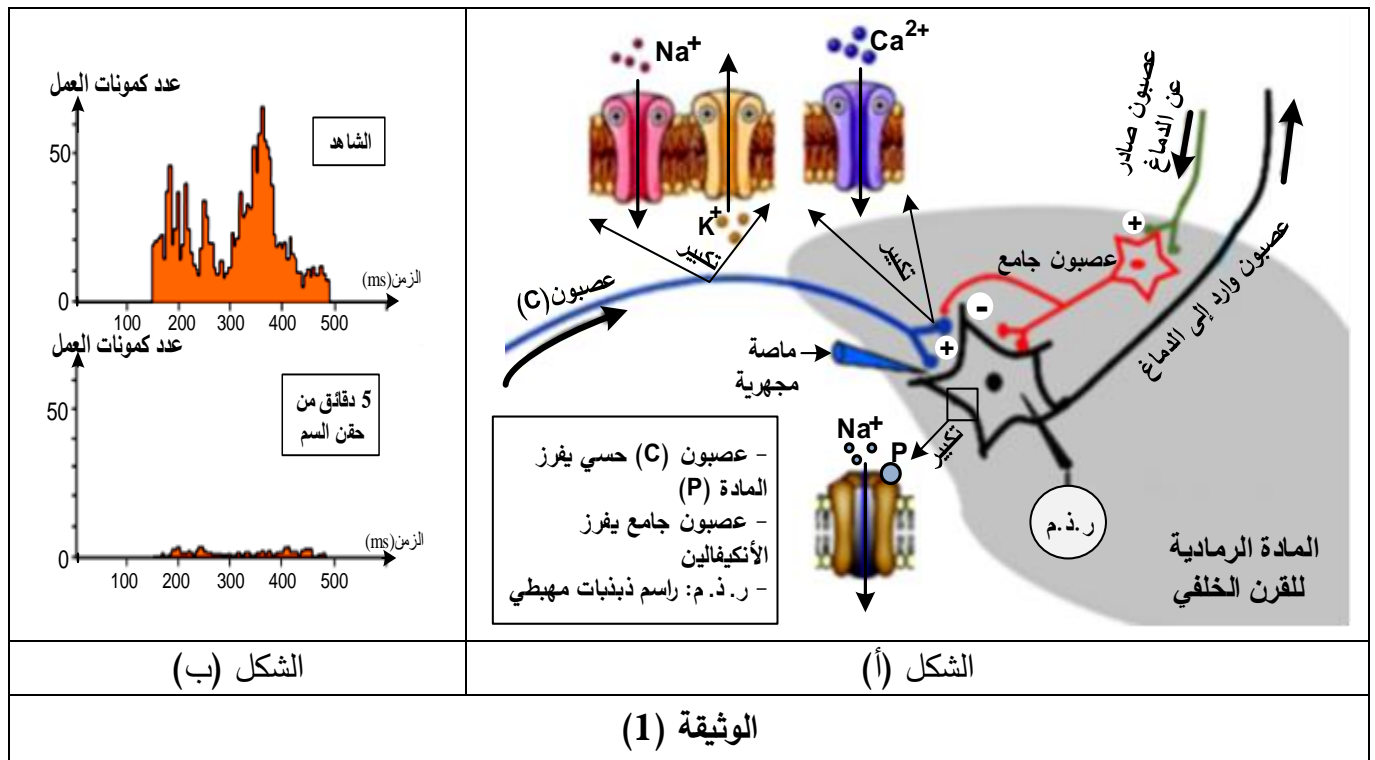 عدد كمونات العمل
الشاهد
50
0
100 200 300 400 500
الزمن(ms)
عدد كمونات العمل
5 دقائق من
حقن السم
50
0
100 200 300 400 500
الزمن(ms)
Na+
K+
تكبير
Ca2+
تكبير
عصبون صادر
عن الدماغ
+
عصبون جامع
عصبون وارد إلى الدماغ
عصبون(C)
-
+
ماصة
مجهرية
Na+
P
تكبير
ر.ذ.م
- عصبون (C) حسي يفرز
المادة (P)
- عصبون جامع يفرز
الأنكيفالين
- ر.ذ.م: راسم ذبذبات مهبطي
المادة الرمادية
للقرن الخلفي
الشكل (ب)
الشكل (أ)
الوثيقة (1)